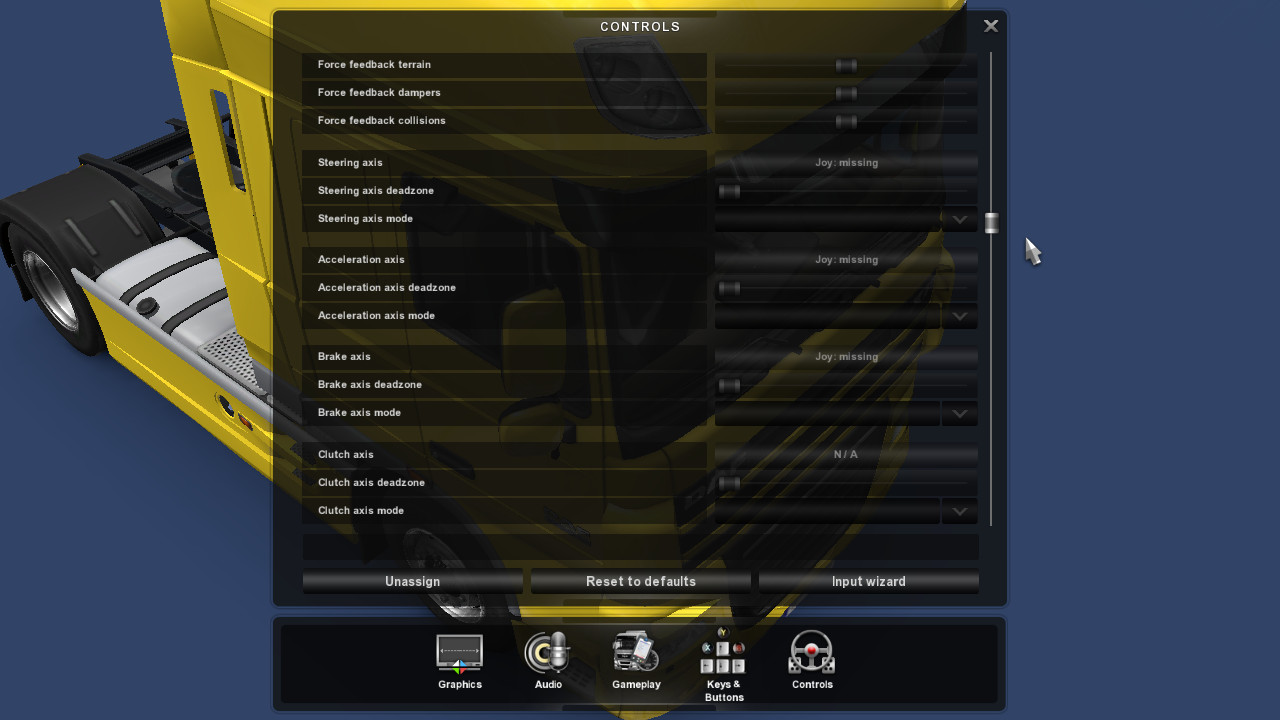 CONTROLS
Force feedback terrain
Force feedback dampers
Force feedback collisions
Steering axis Joy: missing
Steering axis deadzone
Steering axis mode
Acceleration axis Joy: missing
Acceleration axis deadzone
Acceleration axis mode
Brake axis Joy: missing
Brake axis deadzone
Brake axis mode
Clutch axis N / A
Clutch axis deadzone
Clutch axis mode
Unassign Reset to defaults Input wizard
Graphics Audio Gameplay Keys & Buttons Controls